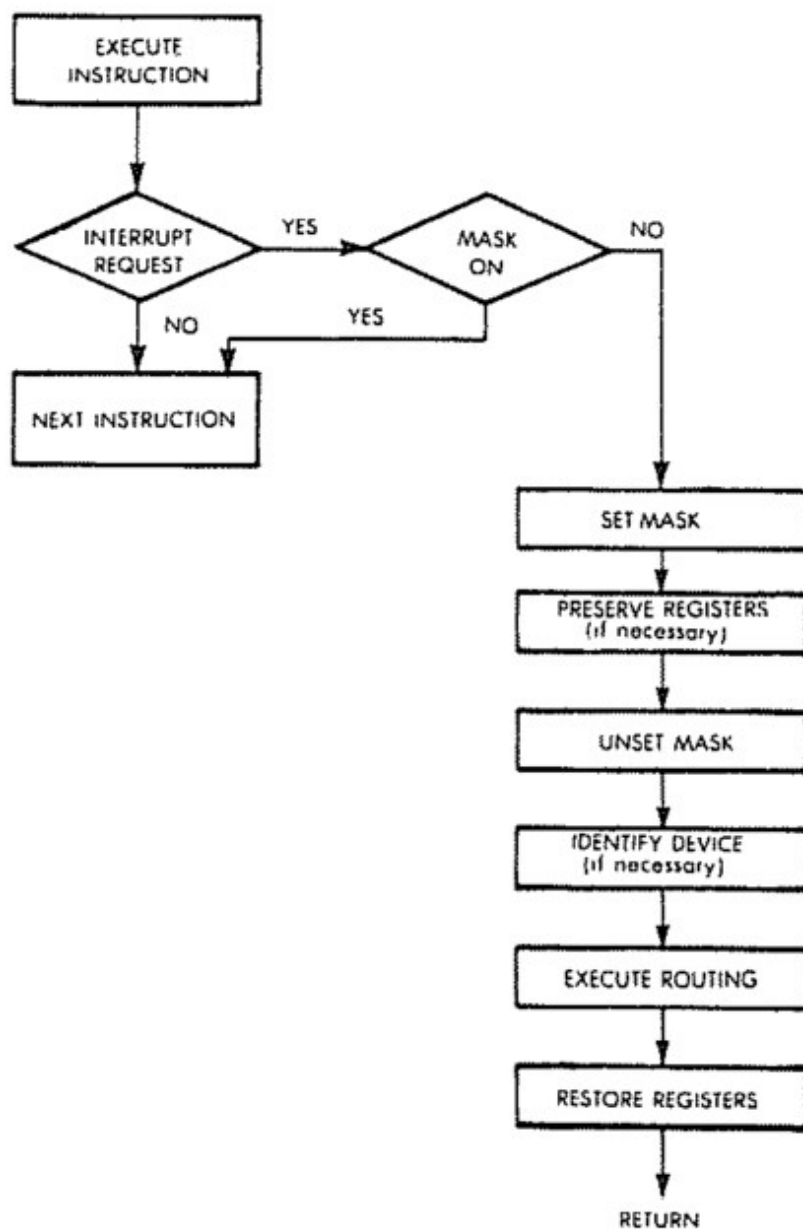 EXECUTE
INSTRUCTION
INTERRUPT
REQUEST
YES
MASK
ON
NO
NO
YES
NEXT INSTRUCTION
SET MASK
PRESERVE REGISTERS
(if necessary)
UNSET MASK
IDENTIFY DEVICE
(if necessary)
EXECUTE ROUTING
RESTORE REGISTERS
RETURN